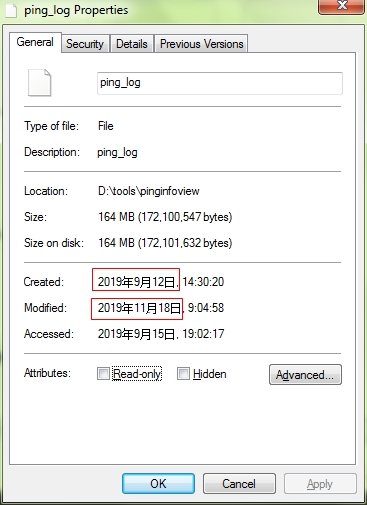 ping_log Properties
General Security Details Previous Versions
ping_log
Type of file: File
Description: ping_log
Location: D:\tools\pinginfoview
Size: 164 MB (172,100,547 bytes)
Size on disk: 164 MB (172,101,632 bytes)
Created: 2019年9月12日, 14:30:20
Modified: 2019年11月18日, 9:04:58
Accessed: 2019年9月15日, 19:02:17
Attributes: Read-only Hidden Advanced...
OK Cancel Apply